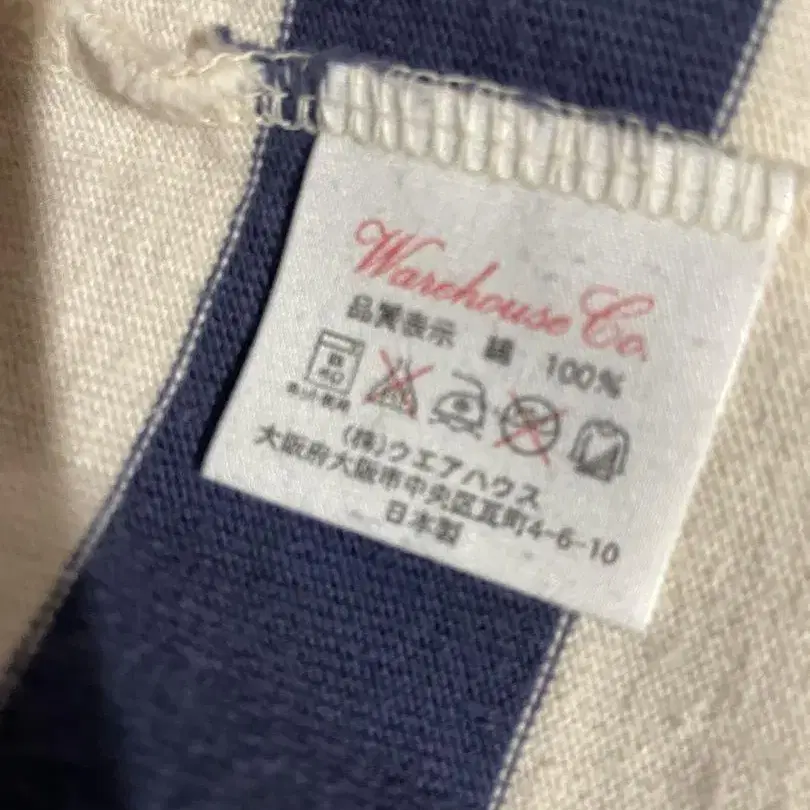 Warehouse Co.
品質表示 綿 100%
(株)ウエアハウス
大阪府大阪市中央区瓦町4-6-10
日本製